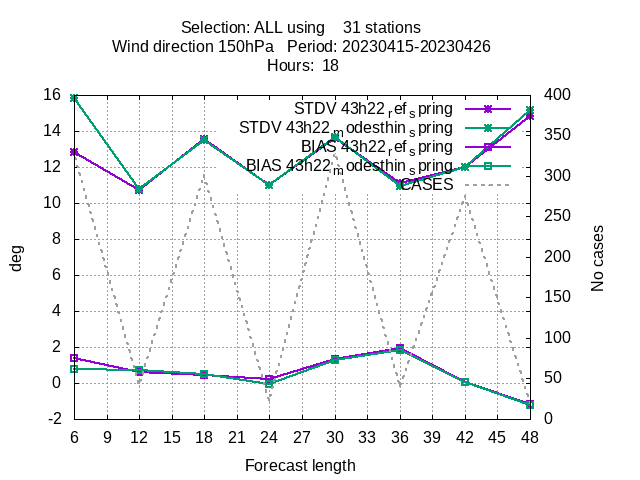 Selection: ALL using 31 stations
Wind direction 150hPa Period: 20230415-20230426
Hours: 18
STDV 43h22_ref_spring
STDV 43h22_modesthin_spring
BIAS 43h22_ref_spring
BIAS 43h22_modesthin_spring
CASES
16
14
12
10
8
6
4
2
0
-2
deg
400
350
300
250
200
150
100
50
0
No cases
6 9 12 15 18 21 24 27 30 33 36 39 42 45 48
Forecast length